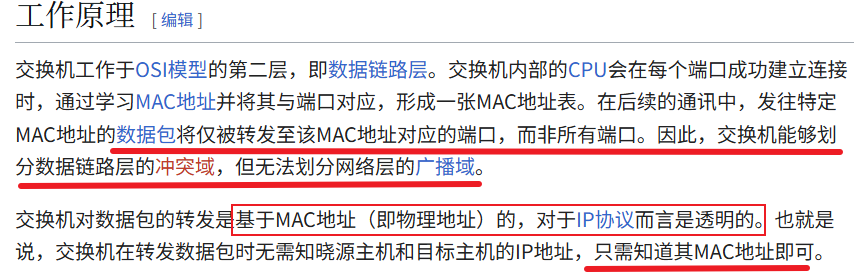 工作原理 [ 编辑 ]
交换机工作于OSI模型的第二层，即数据链路层。交换机内部的CPU会在每个端口成功建立连接
时，通过学习MAC地址并将其与端口对应，形成一张MAC地址表。在后续的通讯中，发往特定
MAC地址的数据包将仅被转发至该MAC地址对应的端口，而非所有端口。因此，交换机能够划
分数据链路层的冲突域，但无法划分网络层的广播域。
交换机对数据包的转发是基于MAC地址（即物理地址）的，对于IP协议而言是透明的。也就是
说，交换机在转发数据包时无需知晓源主机和目标主机的IP地址，只需知道其MAC地址即可。